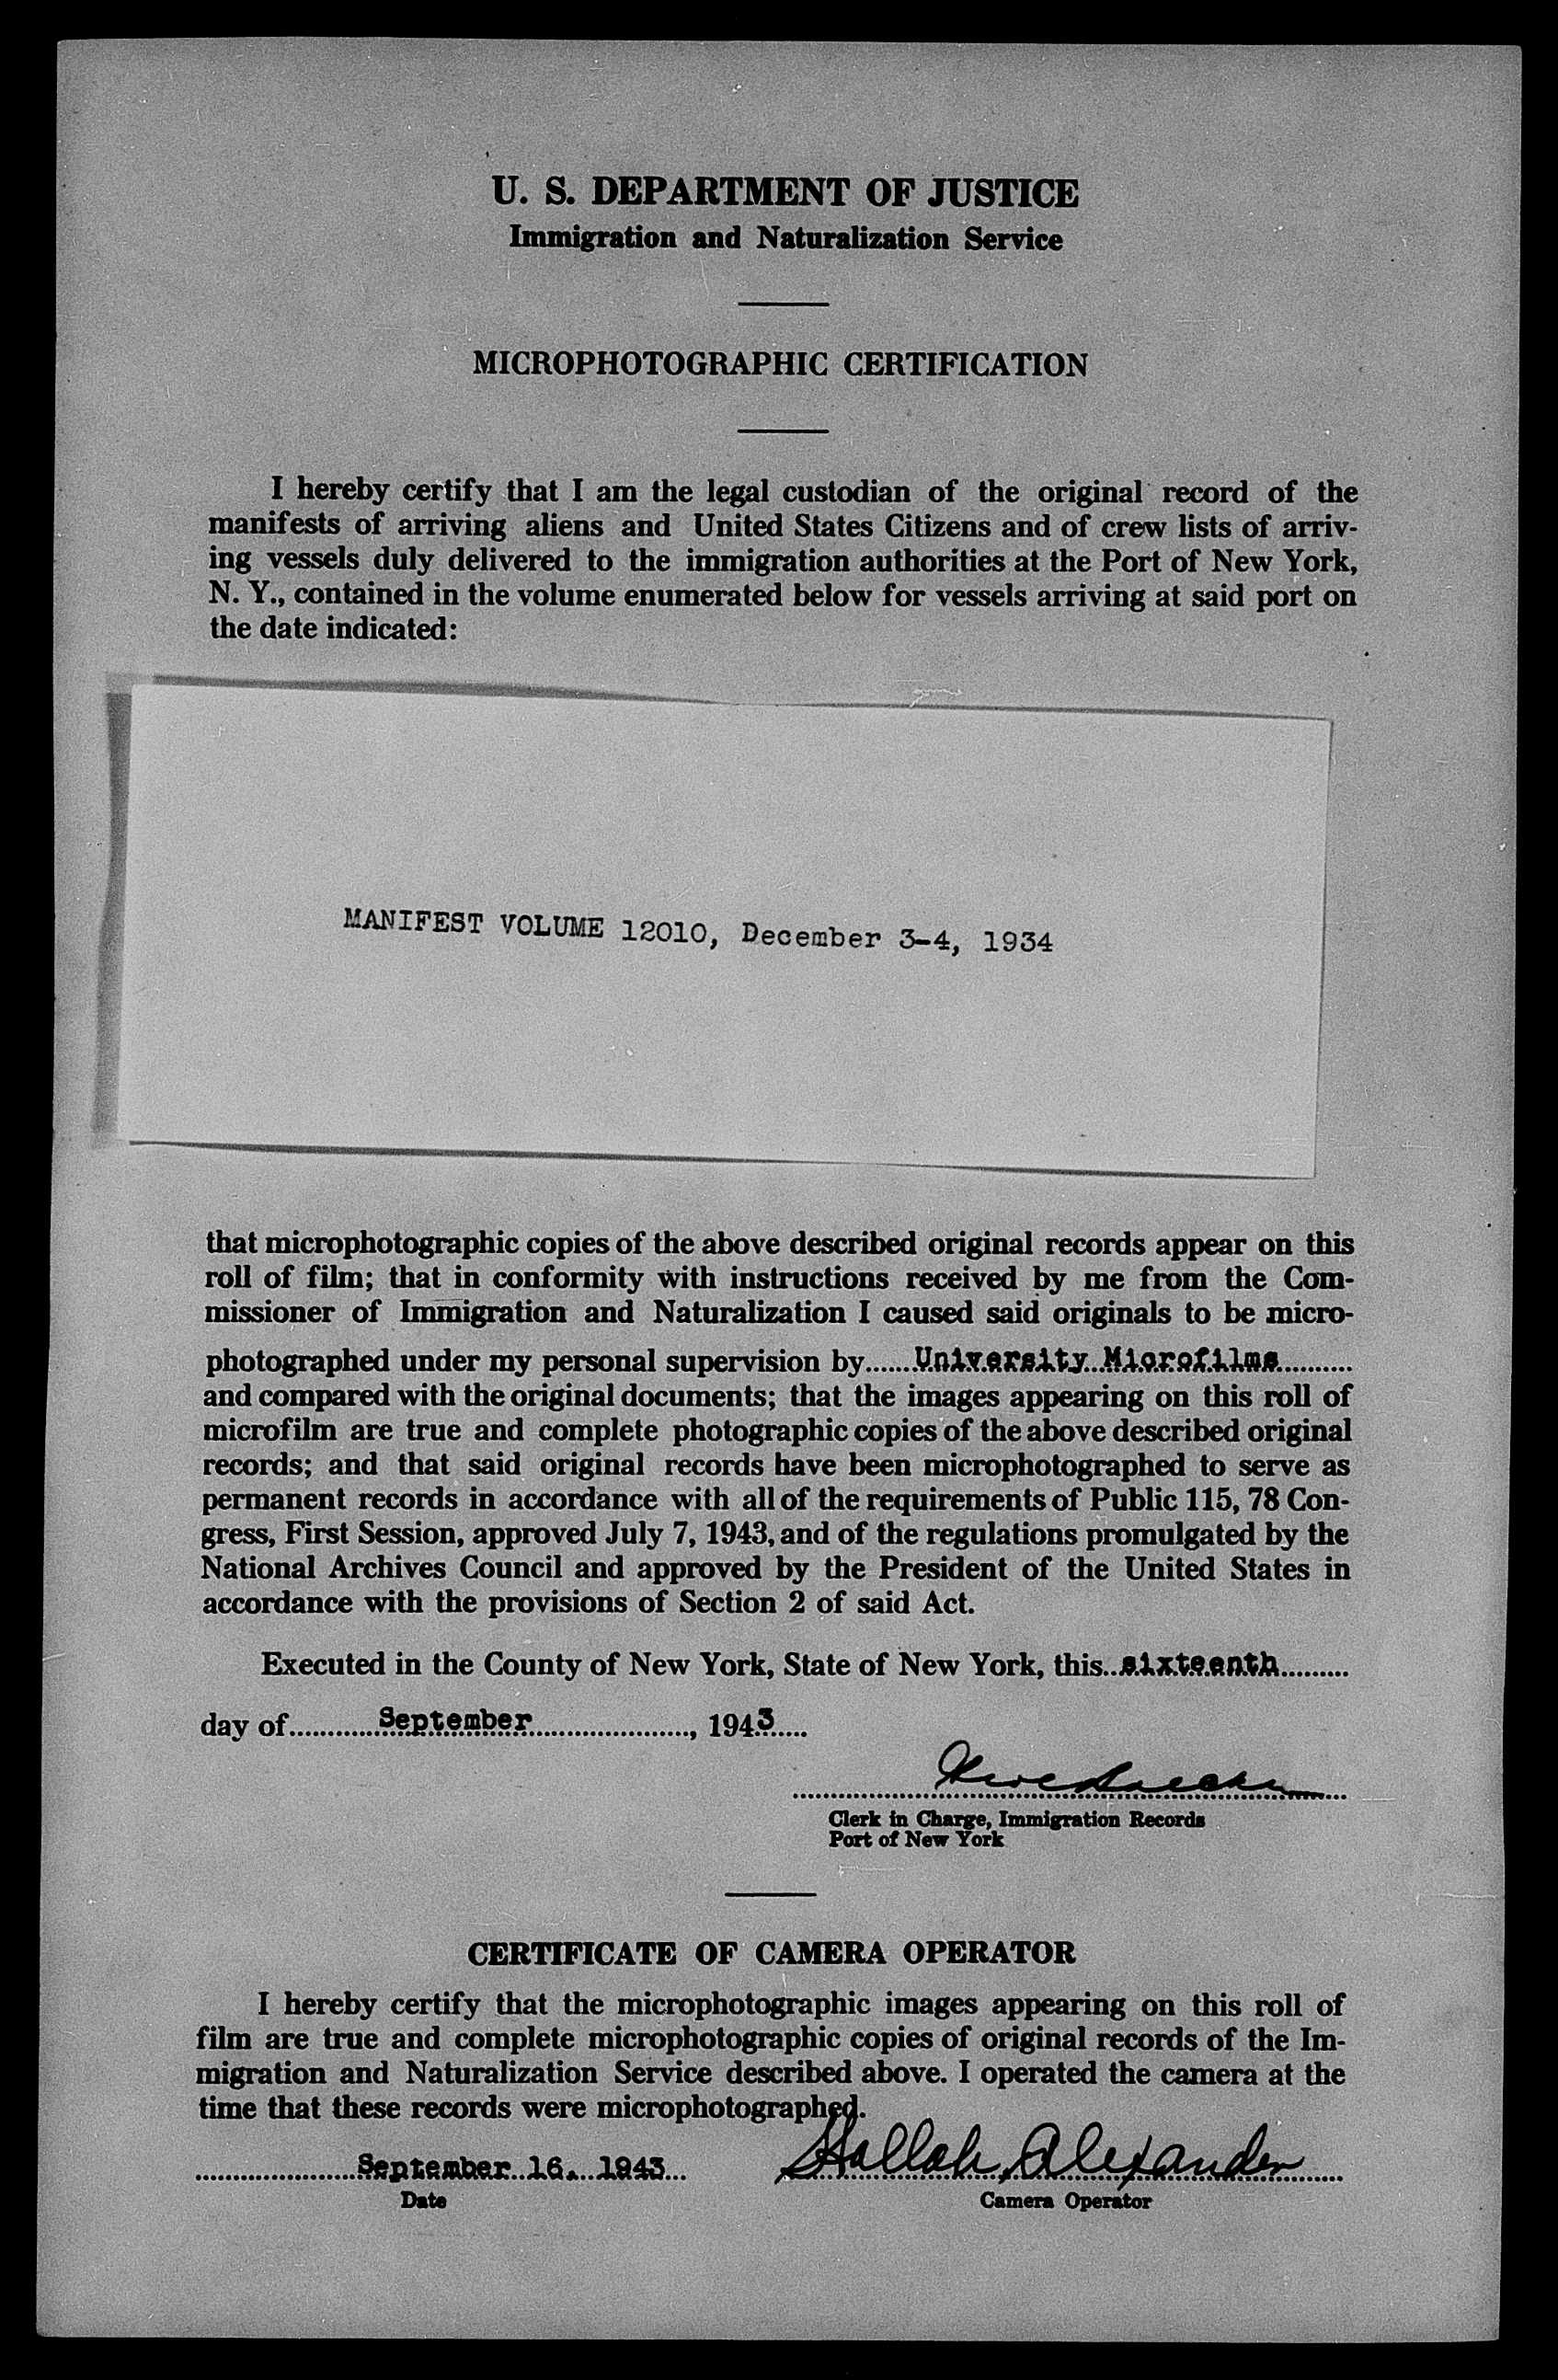 U. S. DEPARTMENT OF JUSTICE
Immigration and Naturalization Service
MICROPHOTOGRAPHIC CERTIFICATION
I hereby certify that I am the legal custodian of the original record of the
manifests of arriving aliens and United States Citizens and of crew lists of arriv-
ing vessels duly delivered to the immigration authorities at the Port of New York,
N. Y., contained in the volume enumerated below for vessels arriving at said port on
the date indicated:
MANIFEST VOLUME 12010, December 3-4, 1934
that microphotographic copies of the above described original records appear on this
roll of film; that in conformity with instructions received by me from the Com-
missioner of Immigration and Naturalization I caused said originals to be micro-
photographed under my personal supervision by......University Microfilms..........
and compared with the original documents; that the images appearing on this roll of
microfilm are true and complete photographic copies of the above described original
records; and that said original records have been microphotographed to serve as
permanent records in accordance with all of the requirements of Public 115, 78 Con-
gress, First Session, approved July 7, 1943, and of the regulations promulgated by the
National Archives Council and approved by the President of the United States in
accordance with the provisions of Section 2 of said Act.
Executed in the County of New York, State of New York, this..sixteenth.........
day of............September......................, 1943.....
Clerk in Charge, Immigration Records
Port of New York
CERTIFICATE OF CAMERA OPERATOR
I hereby certify that the microphotographic images appearing on this roll of
film are true and complete microphotographic copies of original records of the Im-
migration and Naturalization Service described above. I operated the camera at the
time that these records were microphotographed.
September 16, 1943 Alexander
Date Camera Operator